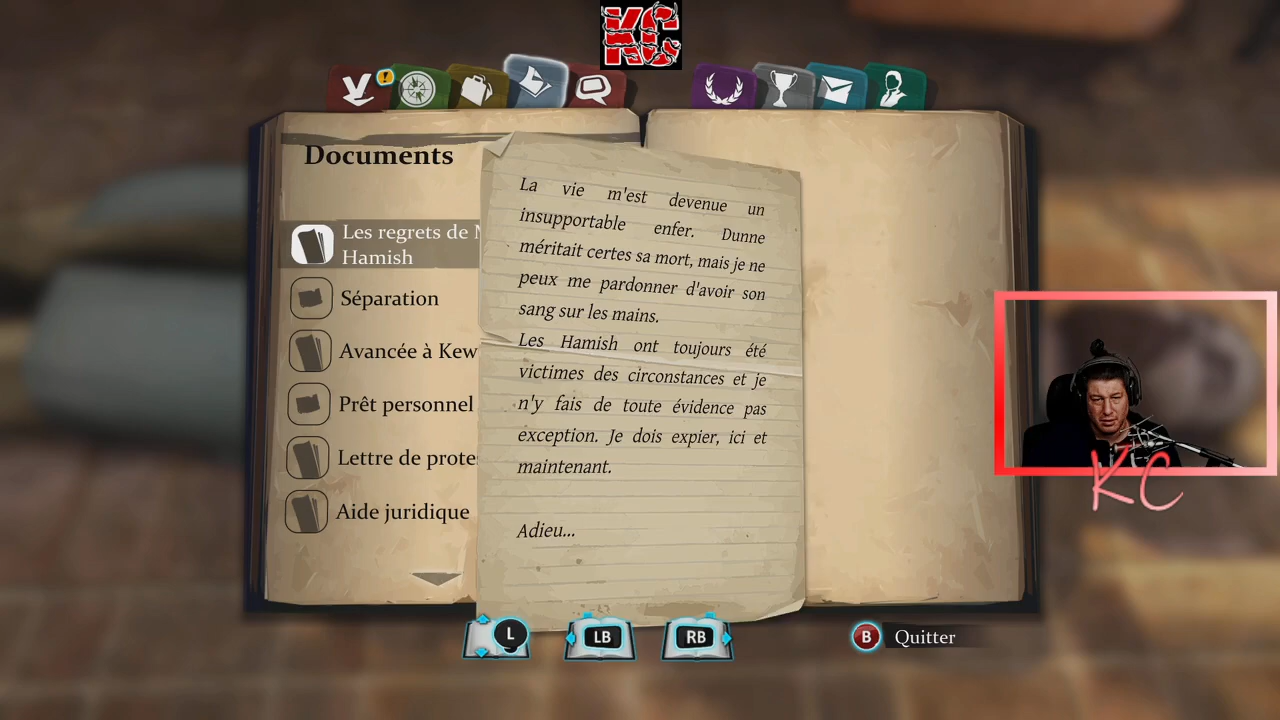 KC
Documents
Les regrets de M
Hamish
Séparation
Avancée à Kew
Prêt personnel
Lettre de prote
Aide juridique
La vie m'est devenue un
insupportable enfer. Dunne
méritait certes sa mort, mais je ne
peux me pardonner d'avoir son
sang sur les mains.
Les Hamish ont toujours été
victimes des circonstances et je
n'y fais de toute évidence pas
exception. Je dois expier, ici et
maintenant.
Adieu...
KC
L
LB
RB
B Quitter